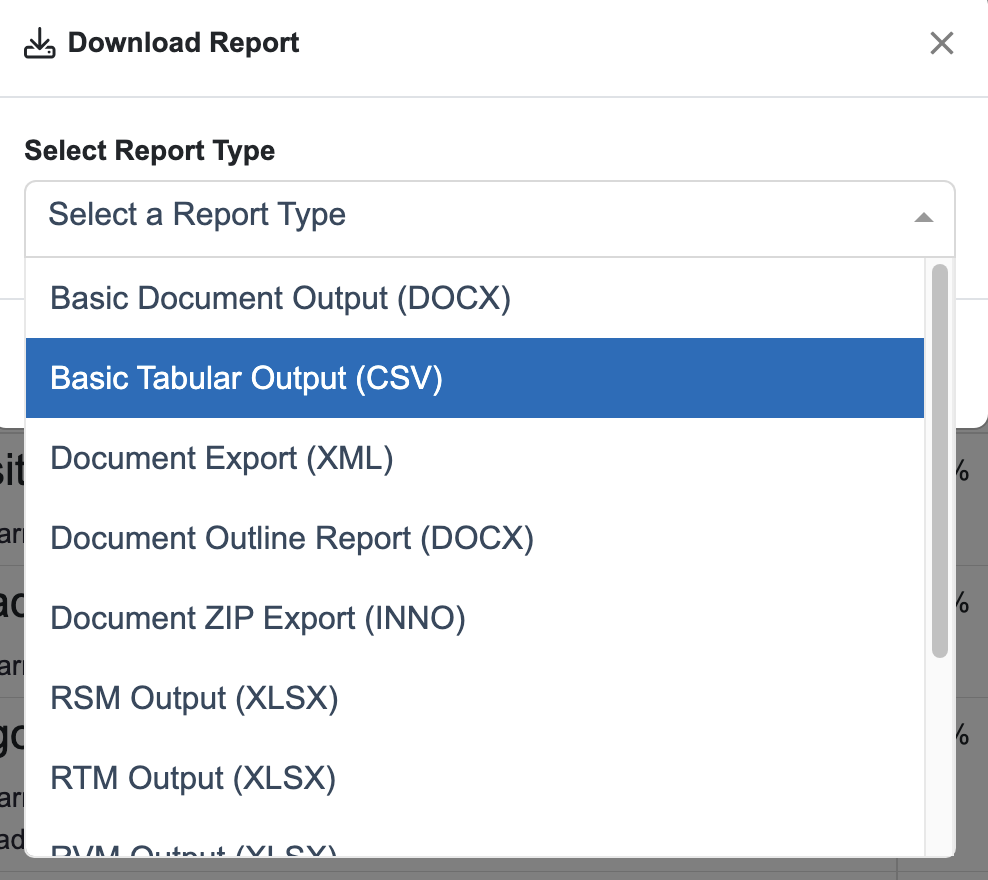 Download Report
Select Report Type
Select a Report Type
Basic Document Output (DOCX)
Basic Tabular Output (CSV)
Document Export (XML)
Document Outline Report (DOCX)
Document ZIP Export (INNO)
RSM Output (XLSX)
RTM Output (XLSX)
RVM Output (XLSX)